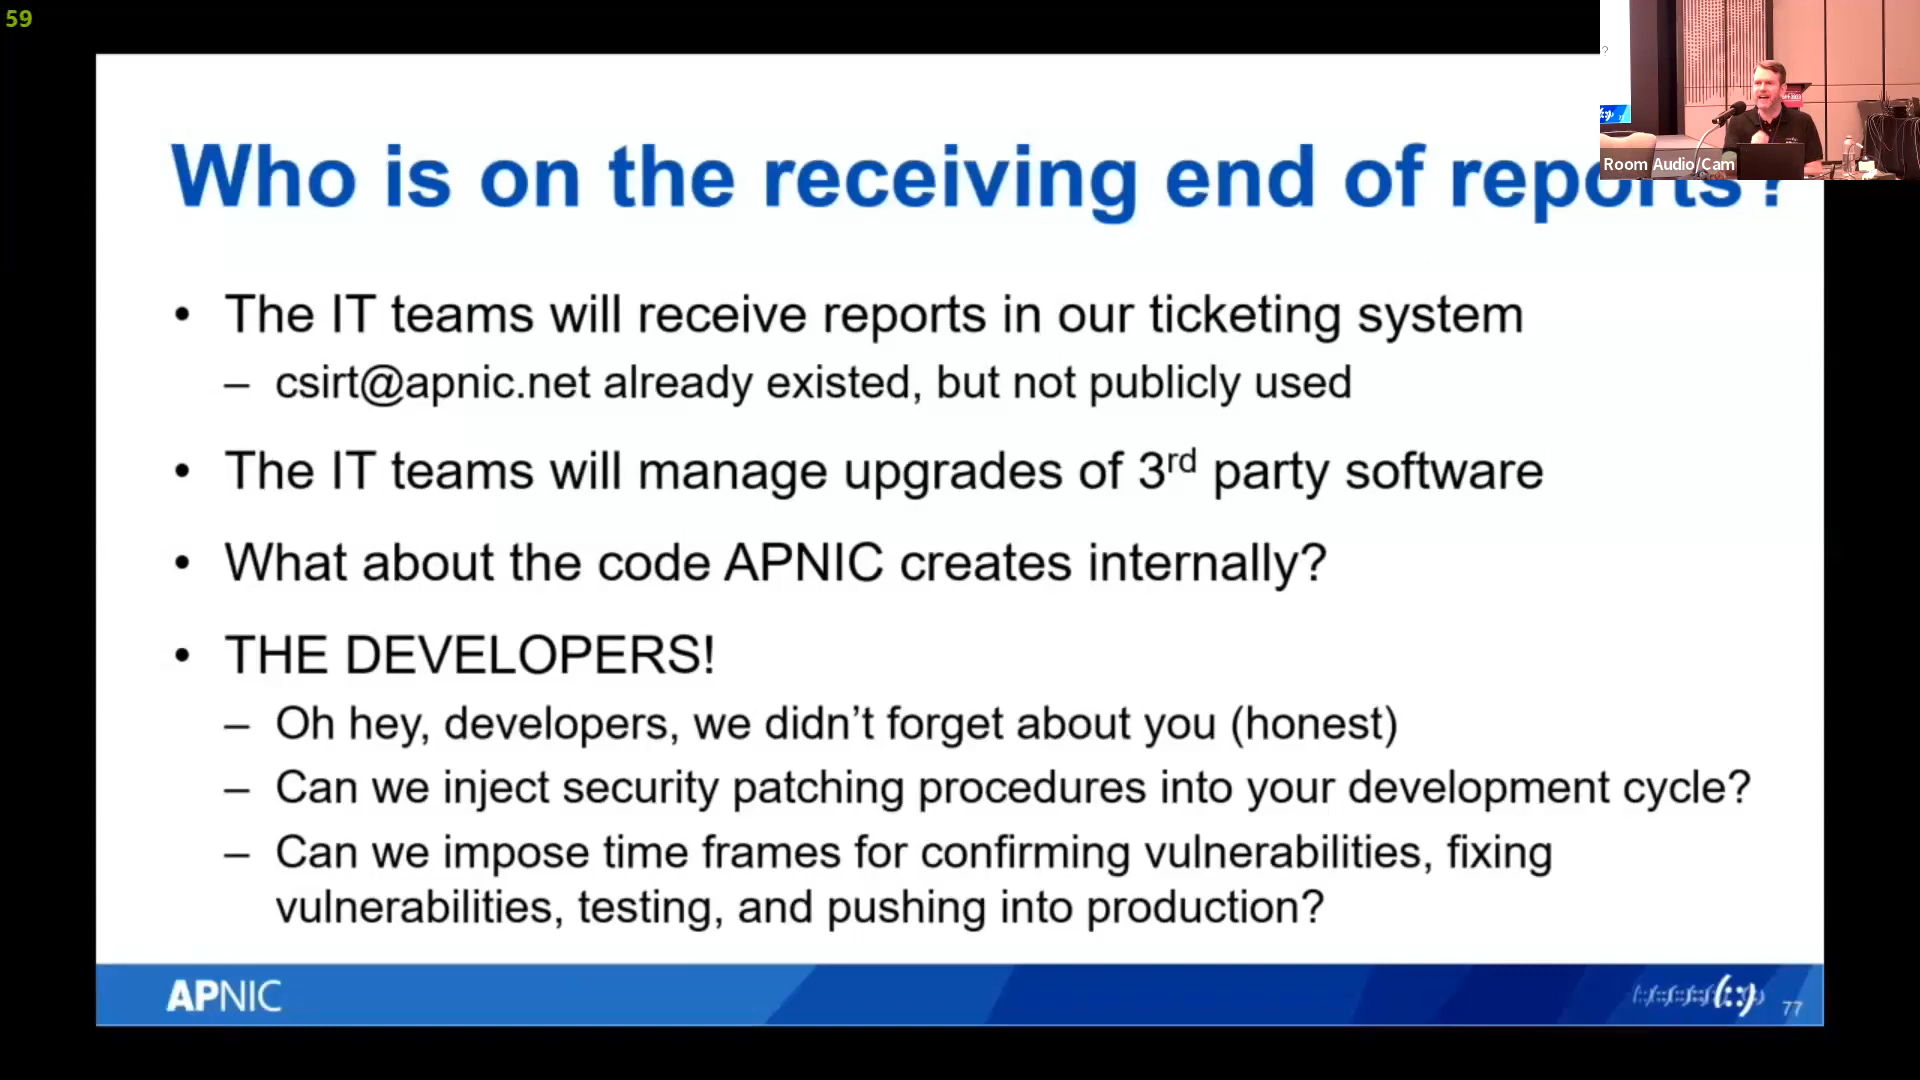 59
Who is on the receiving end of reports?
Room Audio/Cam
• The IT teams will receive reports in our ticketing system
– csirt@apnic.net already existed, but not publicly used
• The IT teams will manage upgrades of 3rd party software
• What about the code APNIC creates internally?
• THE DEVELOPERS!
– Oh hey, developers, we didn’t forget about you (honest)
– Can we inject security patching procedures into your development cycle?
– Can we impose time frames for confirming vulnerabilities, fixing
vulnerabilities, testing, and pushing into production?
APNIC
77